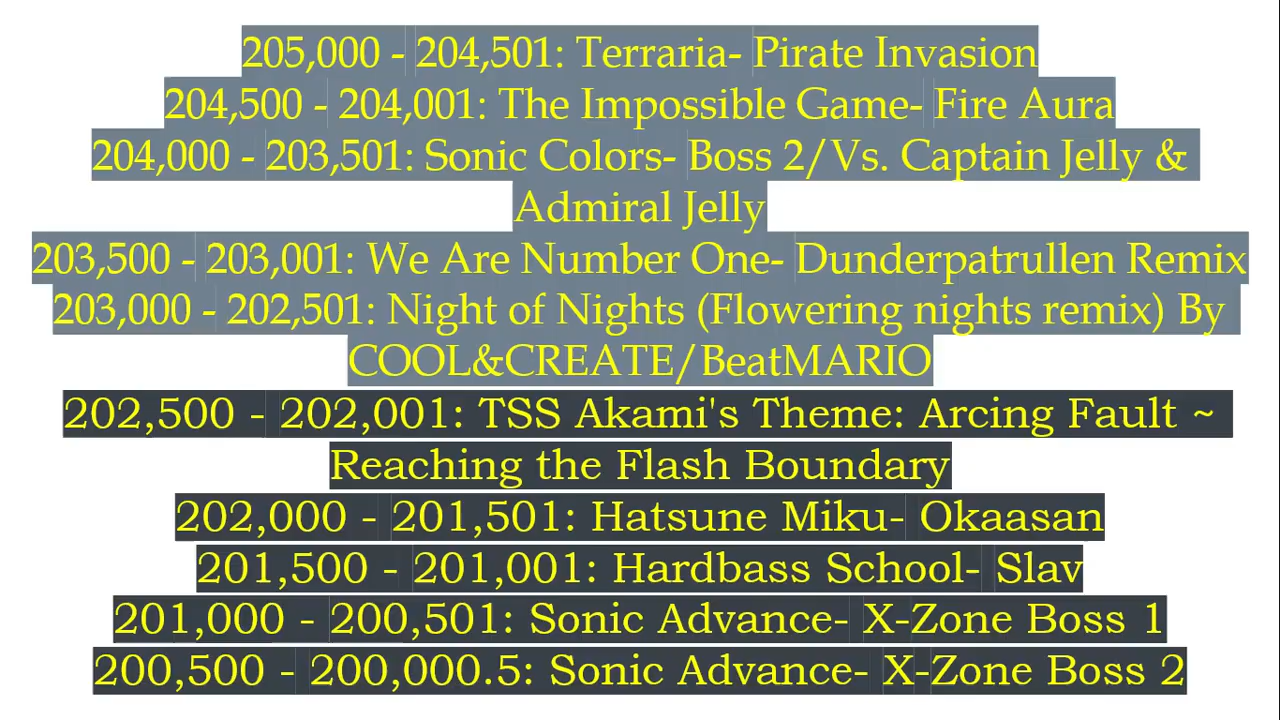 205,000 - 204,501: Terraria- Pirate Invasion
204,500 - 204,001: The Impossible Game- Fire Aura
204,000 - 203,501: Sonic Colors- Boss 2/Vs. Captain Jelly &
Admiral Jelly
203,500 - 203,001: We Are Number One- Dunderpatrullen Remix
203,000 - 202,501: Night of Nights (Flowering nights remix) By
COOL&CREATE/BeatMARIO
202,500 - 202,001: TSS Akami's Theme: Arcing Fault ~
Reaching the Flash Boundary
202,000 - 201,501: Hatsune Miku- Okaasan
201,500 - 201,001: Hardbass School- Slav
201,000 - 200,501: Sonic Advance- X-Zone Boss 1
200,500 - 200,000.5: Sonic Advance- X-Zone Boss 2